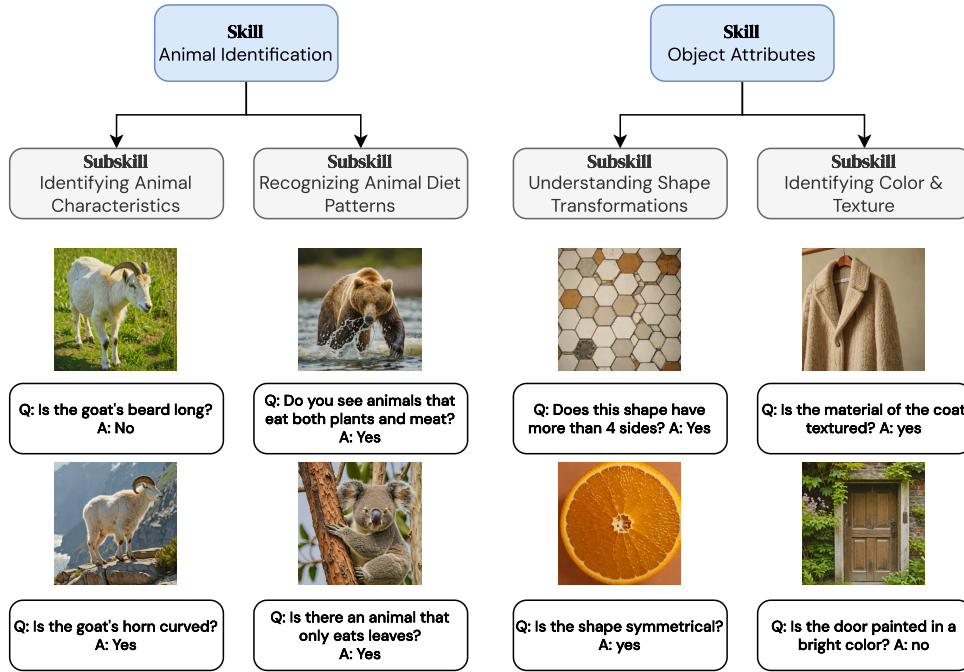 Skill
Animal Identification
Skill
Object Attributes
Subskill
Identifying Animal
Characteristics
Subskill
Recognizing Animal Diet
Patterns
Subskill
Understanding Shape
Transformations
Subskill
Identifying Color &
Texture
Q: Is the goat's beard long?
A: No
Q: Do you see animals that
eat both plants and meat?
A: Yes
Q: Does this shape have
more than 4 sides? A: Yes
Q: Is the material of the coat
textured? A: yes
Q: Is the goat's horn curved?
A: Yes
Q: Is there an animal that
only eats leaves?
A: Yes
Q: Is the shape symmetrical?
A: yes
Q: Is the door painted in a
bright color? A: no